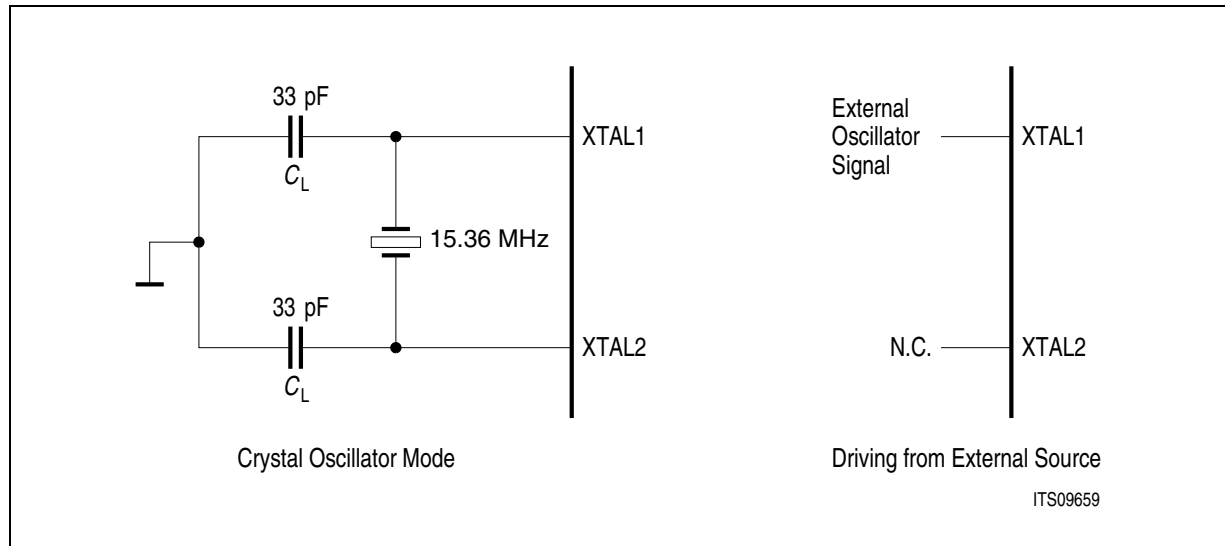 33 pF
C_L
XTAL1
15.36 MHz
33 pF
C_L
XTAL2
Crystal Oscillator Mode
External
Oscillator
Signal
XTAL1
N.C.
XTAL2
Driving from External Source
ITS09659